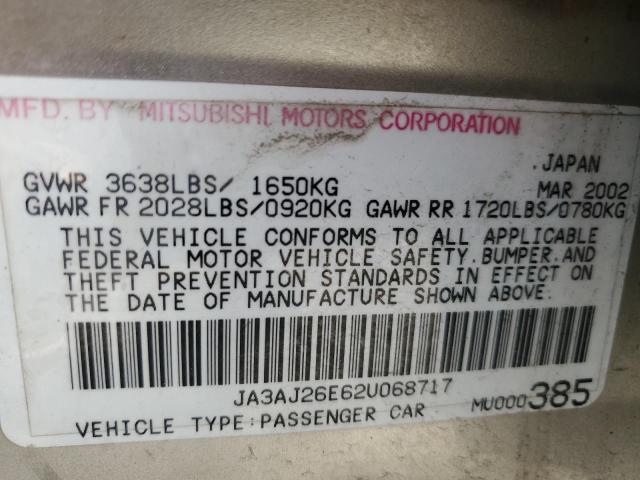 MFD. BY MITSUBISHI MOTORS CORPORATION
JAPAN
GVWR 3638LBS/ 1650KG MAR 2002
GAWR FR 2028LBS/0920KG GAWR RR 1720LBS/0780KG
THIS VEHICLE CONFORMS TO ALL APPLICABLE
FEDERAL MOTOR VEHICLE SAFETY, BUMPER, AND
THEFT PREVENTION STANDARDS IN EFFECT ON
THE DATE OF MANUFACTURE SHOWN ABOVE.
JA3AJ26E62U068717
VEHICLE TYPE:PASSENGER CAR MU000385